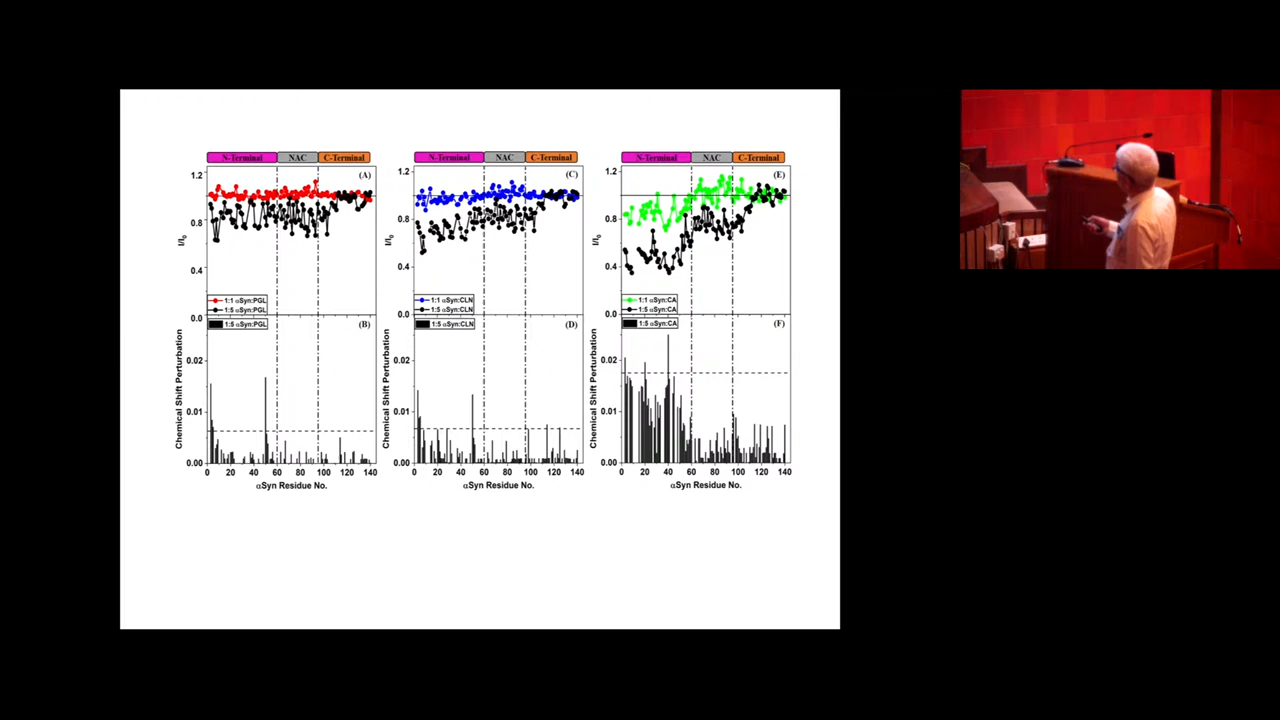 N-Terminal NAC C-Terminal
(A)
1.2
1.0
0.8
0.4
0.0
I/I0
1:1 αSyn:PGL
1:5 αSyn:PGL
(B)
1:5 αSyn:PGL
Chemical Shift Perturbation
0.02
0.01
0.00
0 20 40 60 80 100 120 140
αSyn Residue No.
N-Terminal NAC C-Terminal
(C)
1.2
0.8
0.4
0.0
I/I0
1:1 αSyn:CLN
1:5 αSyn:CLN
(D)
1:5 αSyn:CLN
Chemical Shift Perturbation
0.02
0.01
0.00
0 20 40 60 80 100 120 140
αSyn Residue No.
N-Terminal NAC C-Terminal
(E)
1.2
0.8
0.4
0.0
I/I0
1:1 αSyn:CA
1:5 αSyn:CA
(F)
1:5 αSyn:CA
Chemical Shift Perturbation
0.02
0.01
0.00
0 20 40 60 80 100 120 140
αSyn Residue No.